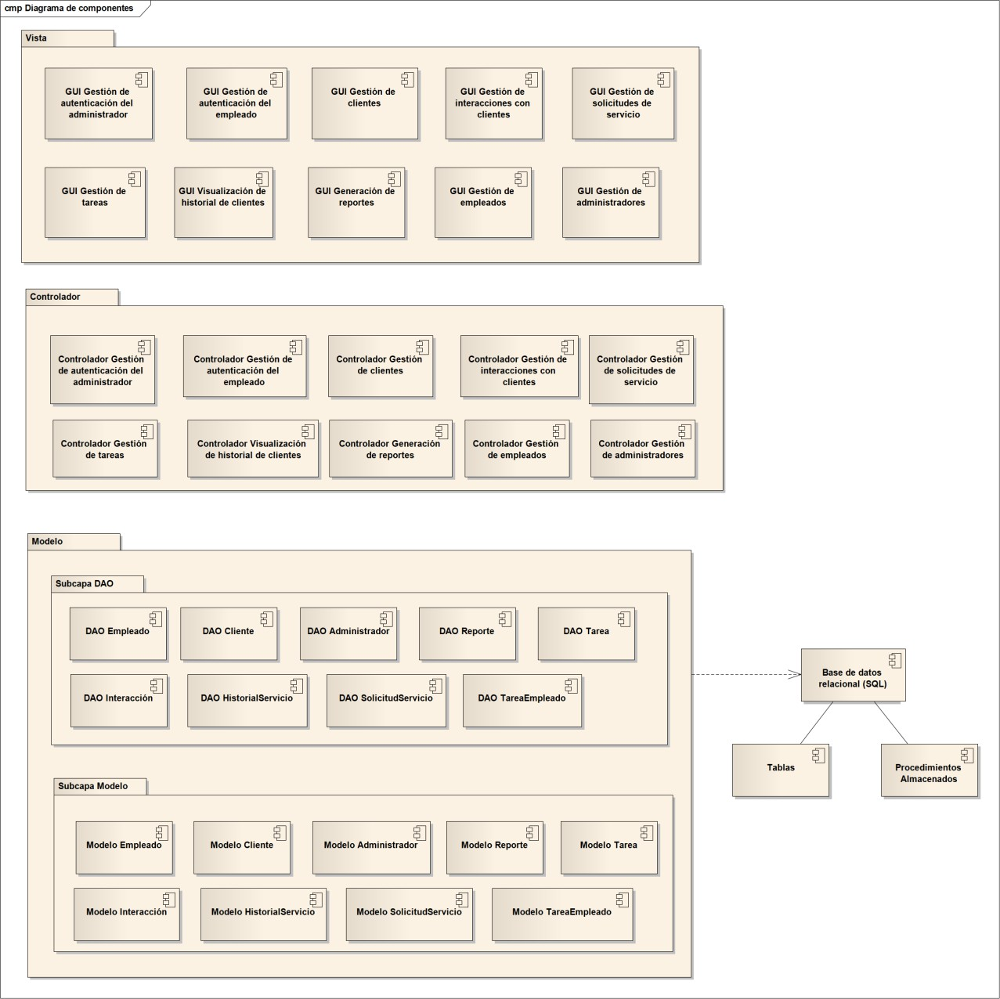 cmp Diagrama de componentes
Vista
GUI Gestión de
autenticación del
administrador
GUI Gestión de
autenticación del
empleado
GUI Gestión de
clientes
GUI Gestión de
interacciones con
clientes
GUI Gestión de
solicitudes de
servicio
GUI Gestión de
tareas
GUI Visualización de
historial de clientes
GUI Generación de
reportes
GUI Gestión de
empleados
GUI Gestión de
administradores
Controlador
Controlador Gestión
de autenticación del
administrador
Controlador Gestión de
autenticación del
empleado
Controlador Gestión
de clientes
Controlador Gestión de
interacciones con
clientes
Controlador Gestión
de solicitudes de
servicio
Controlador Gestión
de tareas
Controlador Visualización
de historial de clientes
Controlador Generación
de reportes
Controlador Gestión
de empleados
Controlador Gestión
de administradores
Modelo
Subcapa DAO
DAO Empleado
DAO Cliente
DAO Administrador
DAO Reporte
DAO Tarea
DAO Interacción
DAO HistorialServicio
DAO SolicitudServicio
DAO TareaEmpleado
Base de datos
relacional (SQL)
Tablas
Procedimientos
Almacenados
Subcapa Modelo
Modelo Empleado
Modelo Cliente
Modelo Administrador
Modelo Reporte
Modelo Tarea
Modelo Interacción
Modelo HistorialServicio
Modelo SolicitudServicio
Modelo TareaEmpleado